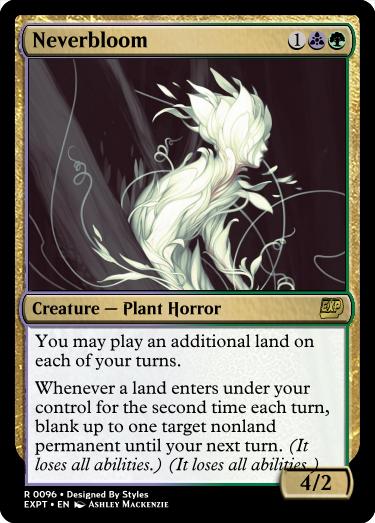 Neverbloom 1
Creature — Plant Horror EXP
You may play an additional land on
each of your turns.
Whenever a land enters under your
control for the second time each turn,
blank up to one target nonland
permanent until your next turn. (It
loses all abilities.) (It loses all abilities.)
4/2
R 0096 • Designed By Styles
EXPT • EN Ashley Mackenzie